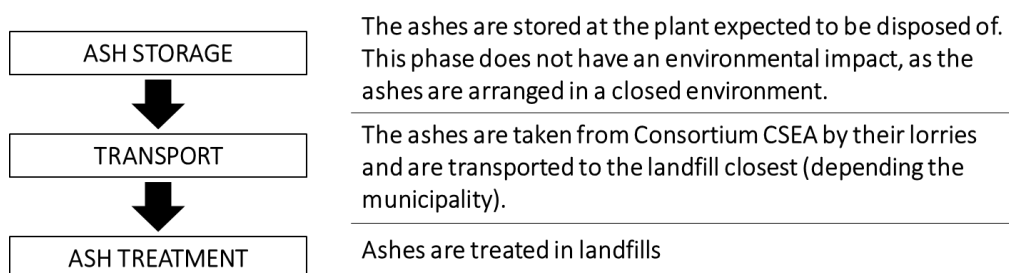 ASH STORAGE
The ashes are stored at the plant expected to be disposed of.
This phase does not have an environmental impact, as the
ashes are arranged in a closed environment.
TRANSPORT
The ashes are taken from Consortium CSEA by their lorries
and are transported to the landfill closest (depending the
municipality).
ASH TREATMENT
Ashes are treated in landfills